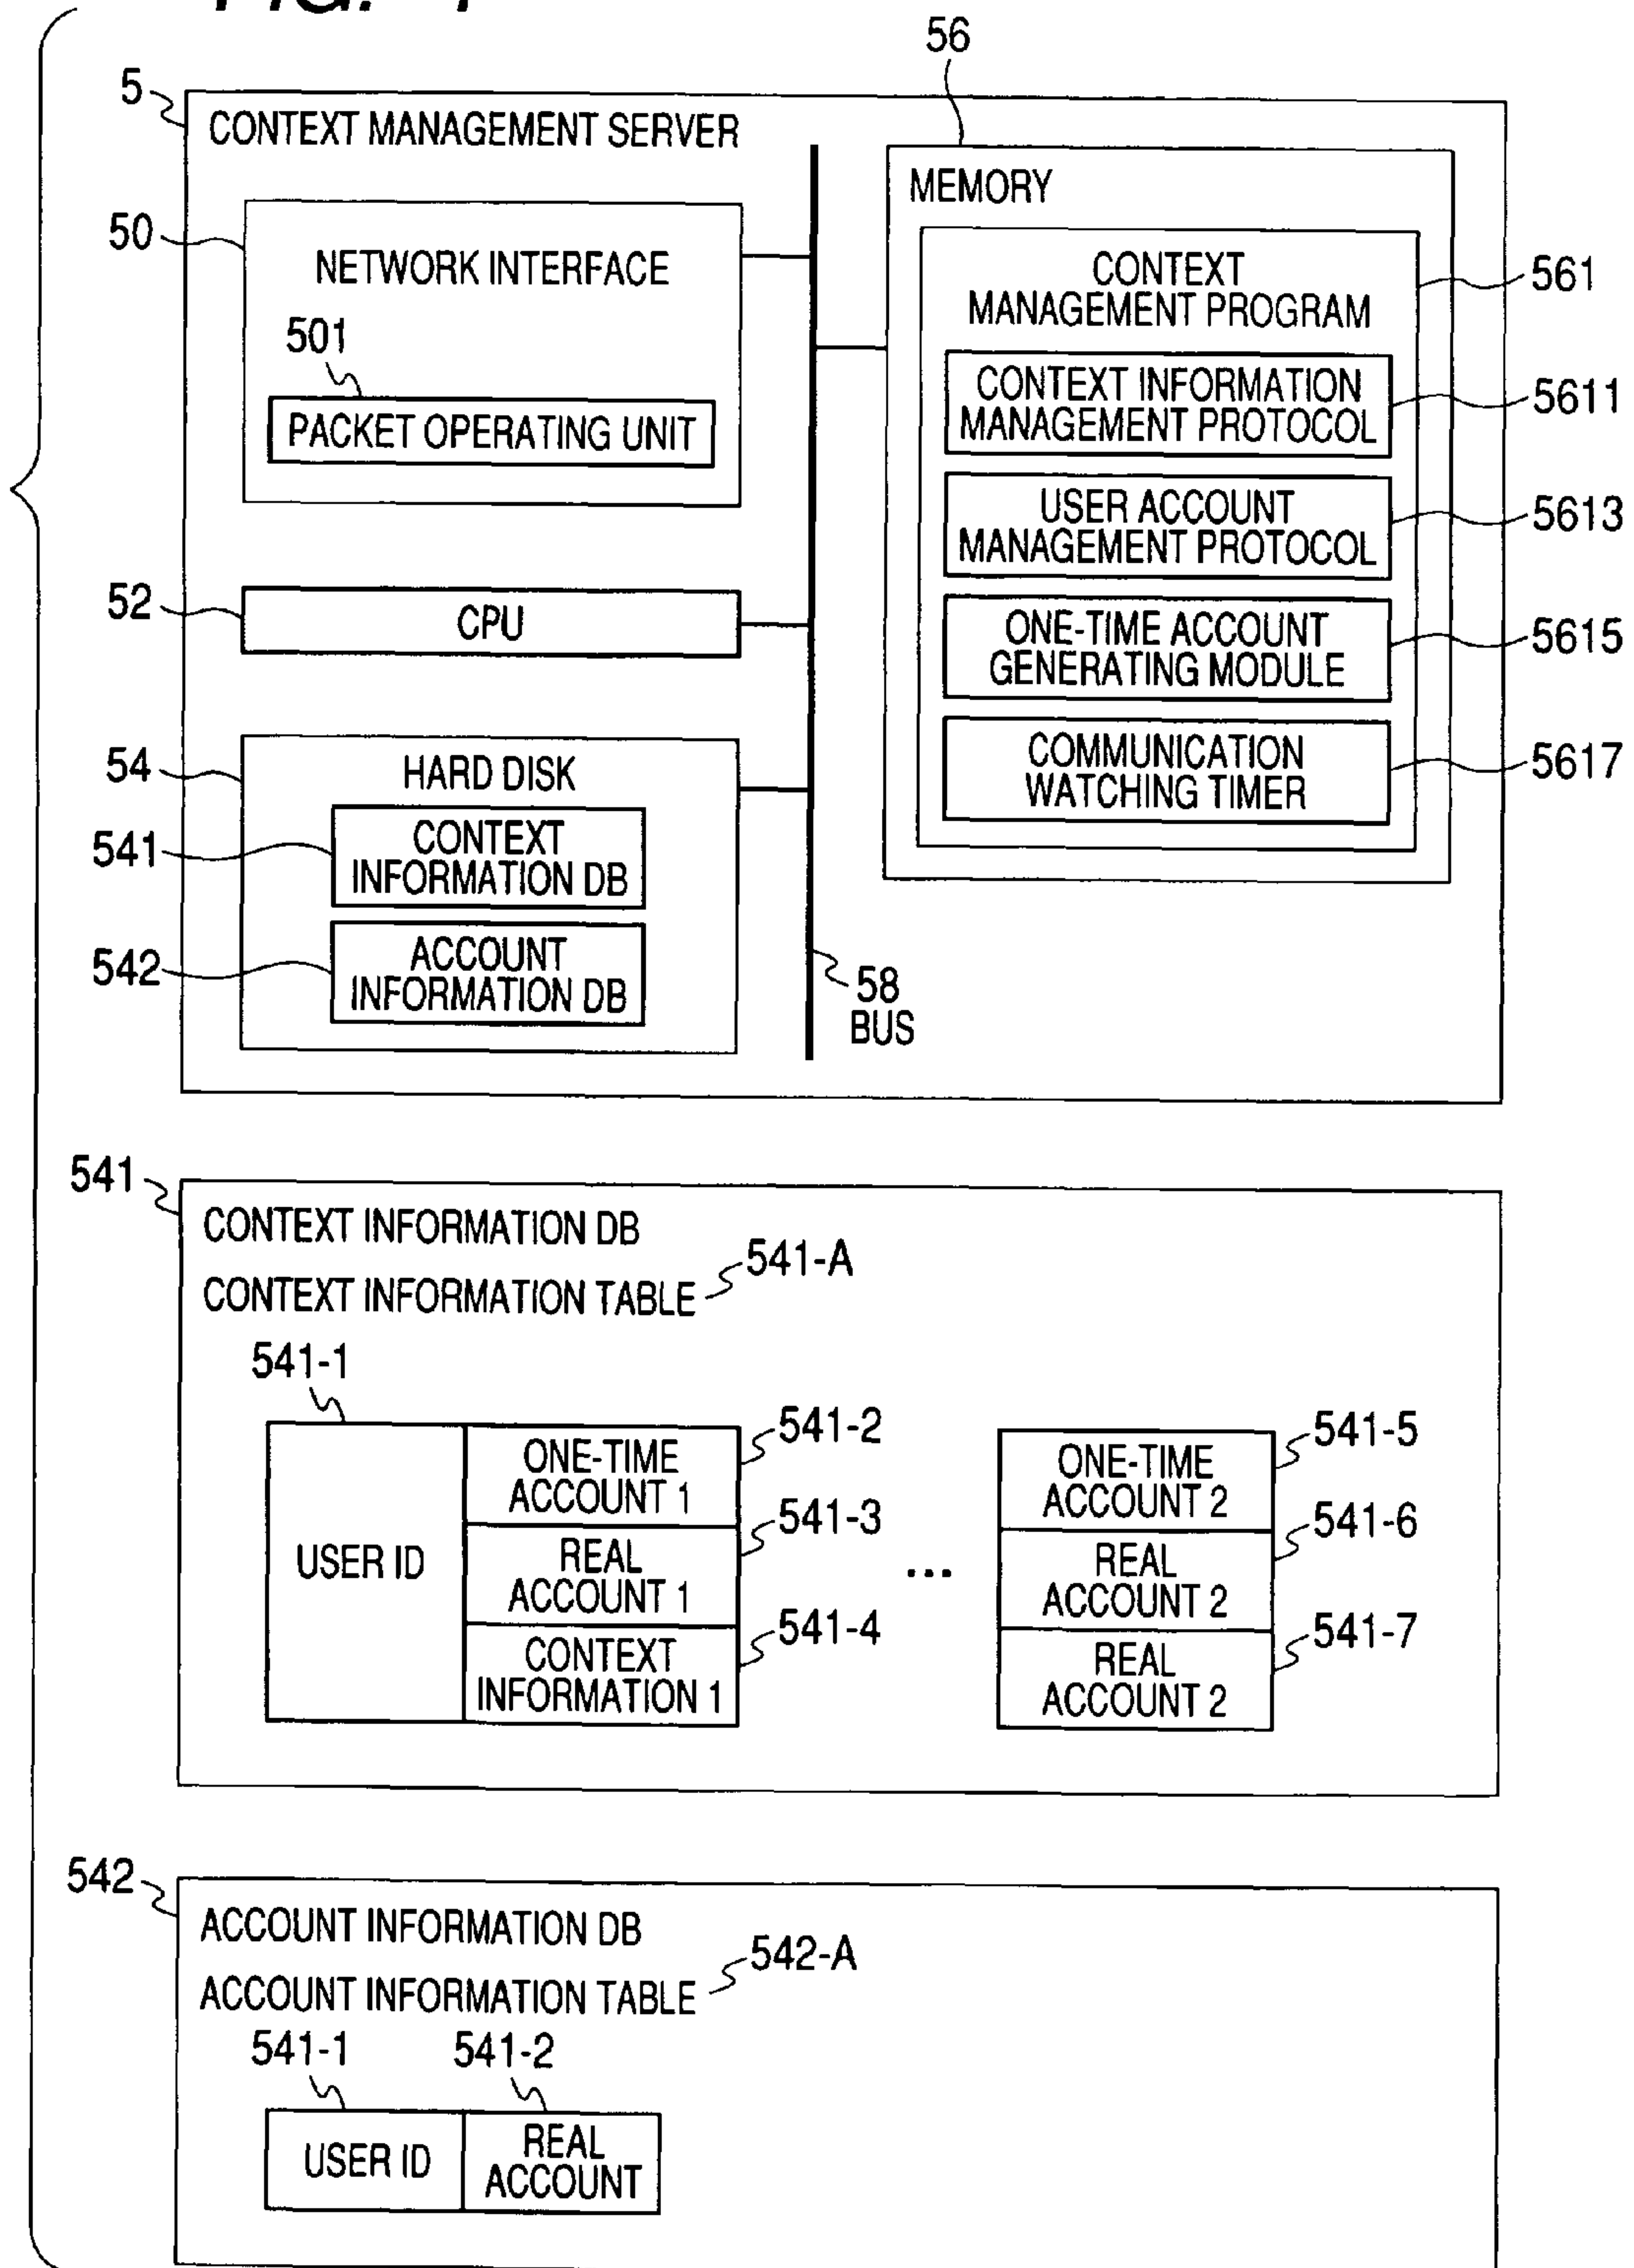 56
5
CONTEXT MANAGEMENT SERVER
MEMORY
50
NETWORK INTERFACE
501
PACKET OPERATING UNIT
CONTEXT
MANAGEMENT PROGRAM
561
CONTEXT INFORMATION
MANAGEMENT PROTOCOL
5611
USER ACCOUNT
MANAGEMENT PROTOCOL
5613
52
CPU
ONE-TIME ACCOUNT
GENERATING MODULE
5615
54
HARD DISK
COMMUNICATION
WATCHING TIMER
5617
541
CONTEXT
INFORMATION DB
542
ACCOUNT
INFORMATION DB
58
BUS
541
CONTEXT INFORMATION DB
CONTEXT INFORMATION TABLE
541-A
541-1
USER ID
ONE-TIME
ACCOUNT 1
541-2
REAL
ACCOUNT 1
541-3
CONTEXT
INFORMATION 1
541-4
...
ONE-TIME
ACCOUNT 2
541-5
REAL
ACCOUNT 2
541-6
REAL
ACCOUNT 2
541-7
542
ACCOUNT INFORMATION DB
ACCOUNT INFORMATION TABLE
542-A
541-1
541-2
USER ID
REAL
ACCOUNT